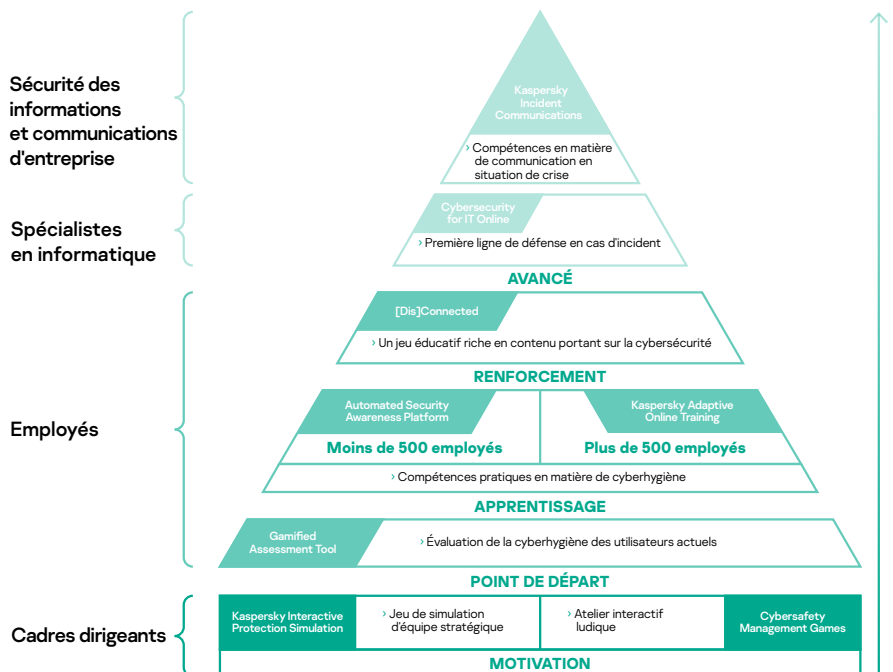 Sécurité des
informations
et communications
d'entreprise
Kaspersky
Incident
Communications
› Compétences en matière
de communication en
situation de crise
Spécialistes
en informatique
Cybersecurity
for IT Online
› Première ligne de défense en cas d'incident
AVANCÉ
[Dis]Connected
› Un jeu éducatif riche en contenu portant sur la cybersécurité
RENFORCEMENT
Employés
Automated Security
Awareness Platform
Kaspersky Adaptive
Online Training
Moins de 500 employés
Plus de 500 employés
› Compétences pratiques en matière de cyberhygiène
APPRENTISSAGE
Gamified
Assessment Tool
› Évaluation de la cyberhygiène des utilisateurs actuels
POINT DE DÉPART
Cadres dirigeants
Kaspersky Interactive
Protection Simulation
› Jeu de simulation
d'équipe stratégique
› Atelier interactif
ludique
Cybersafety
Management Games
MOTIVATION